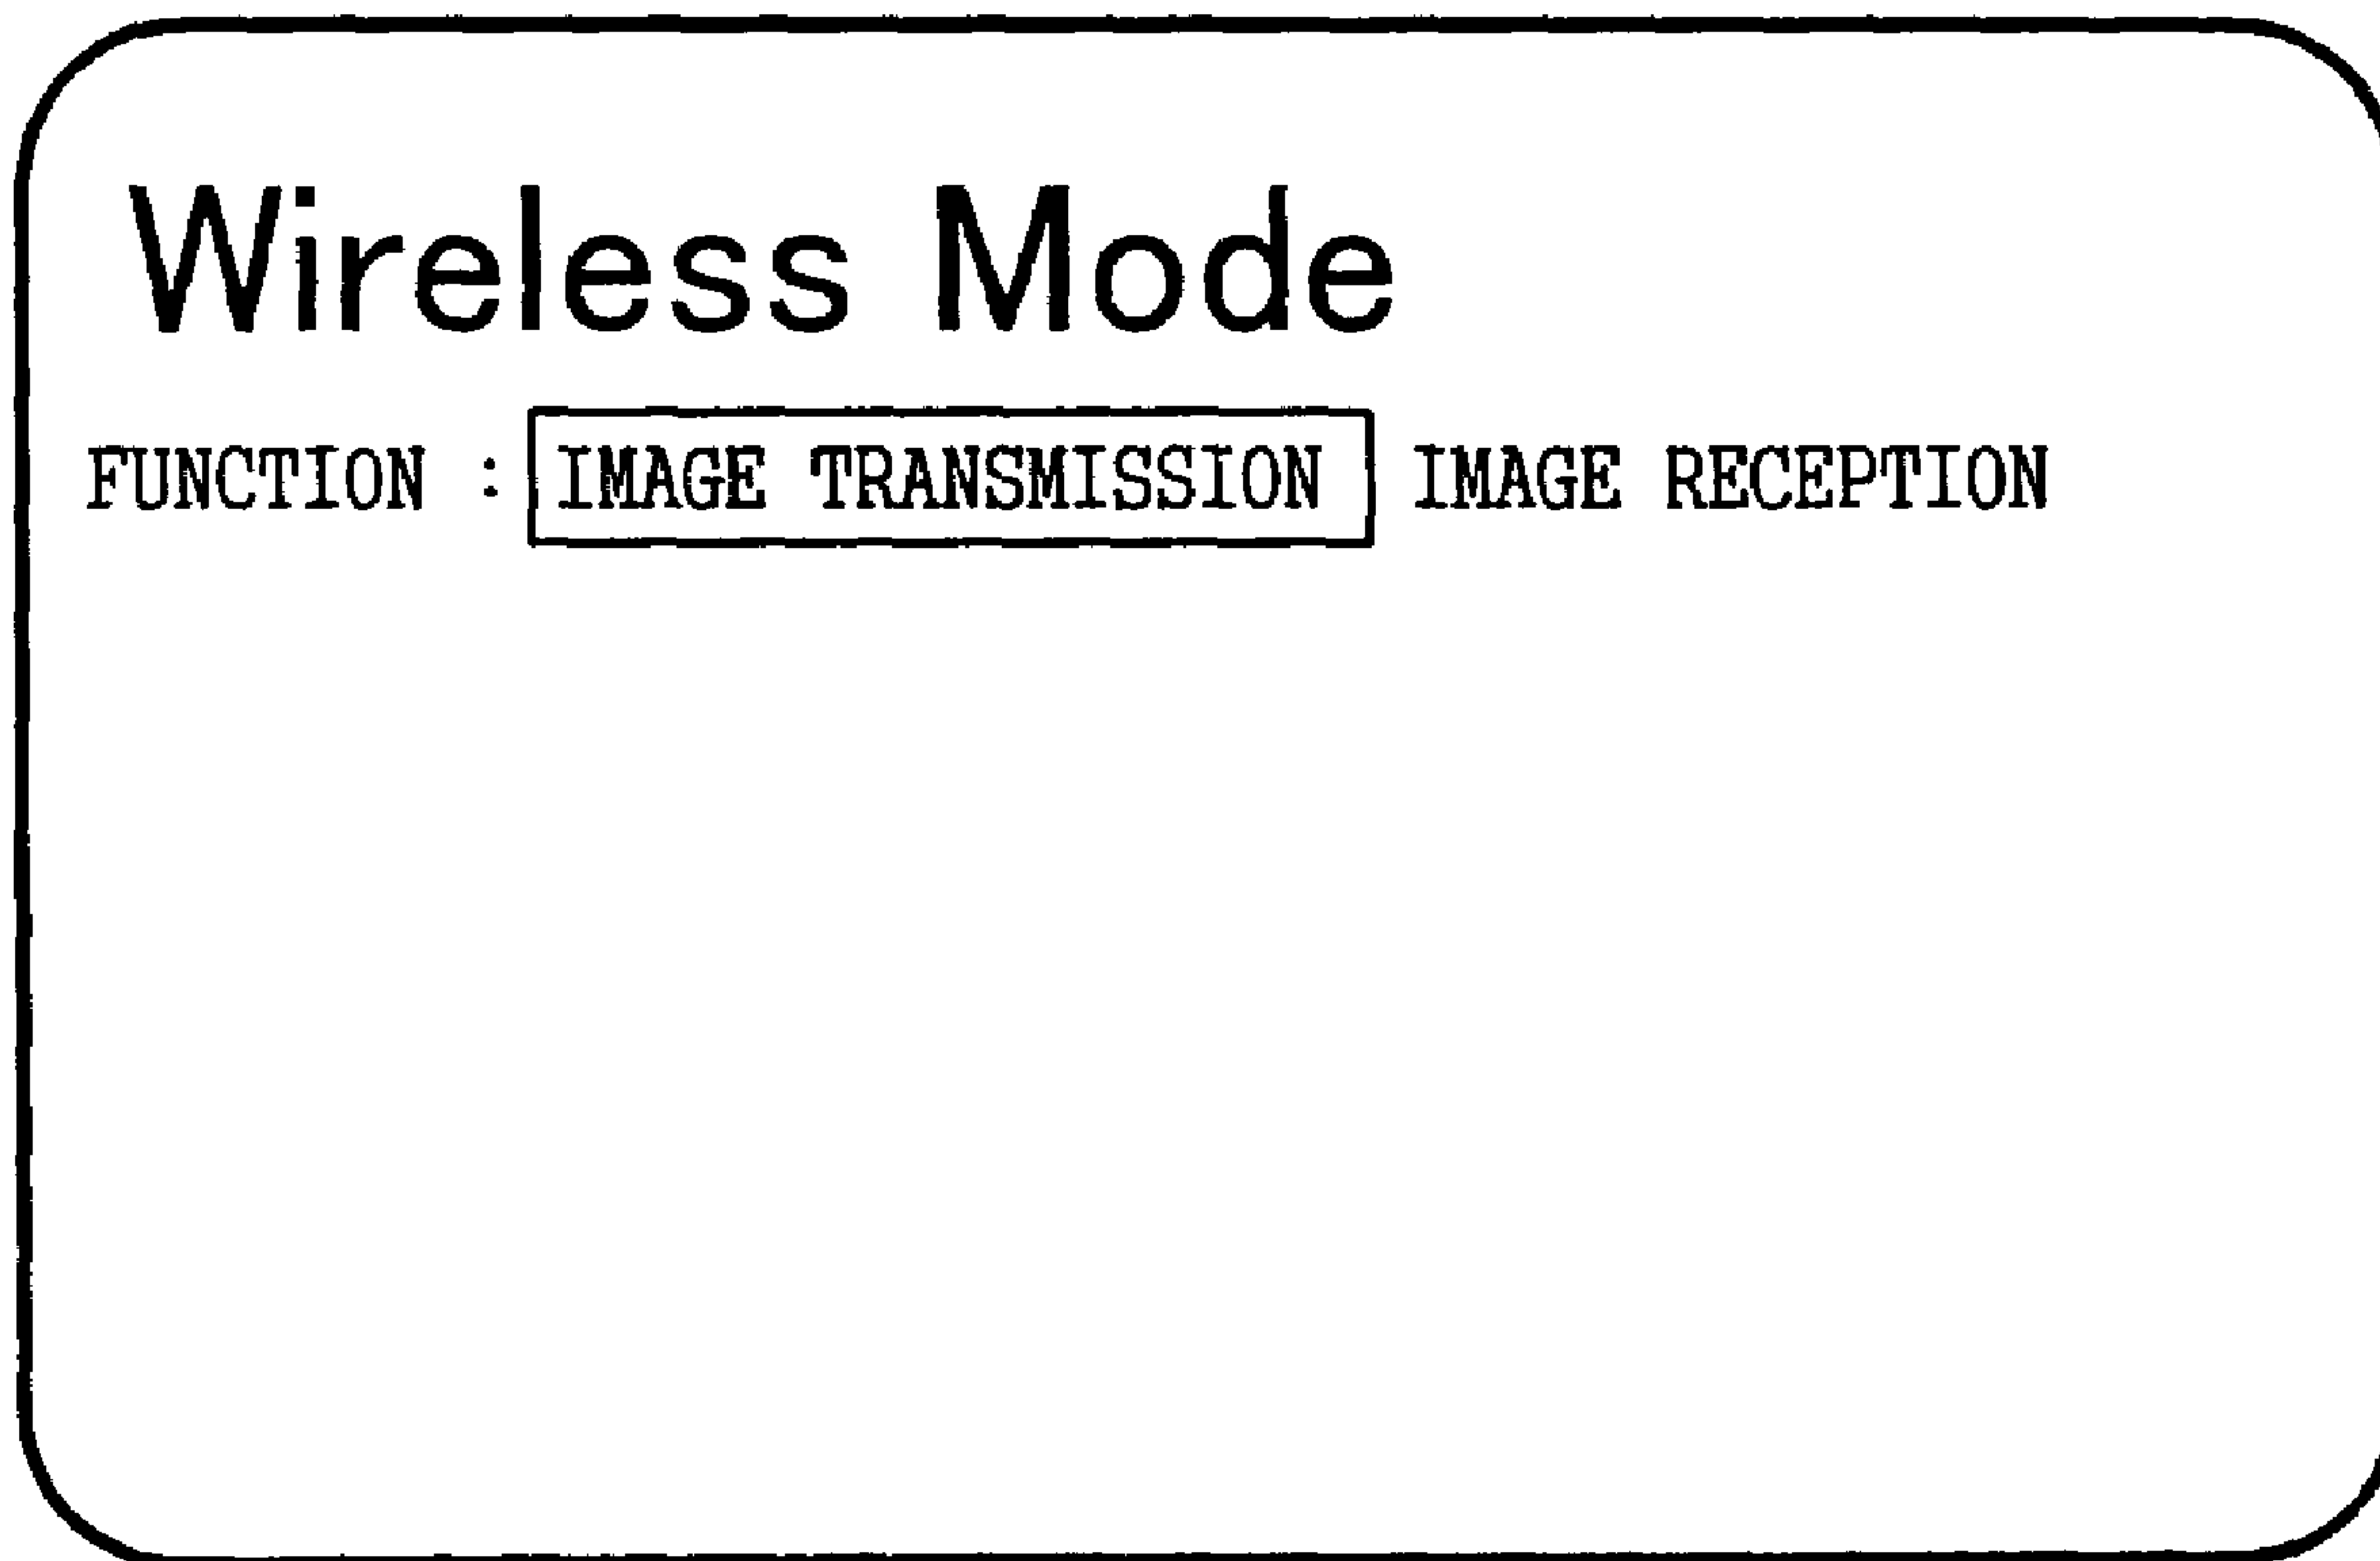 Wireless Mode
FUNCTION : IMAGE TRANSMISSION IMAGE RECEPTION